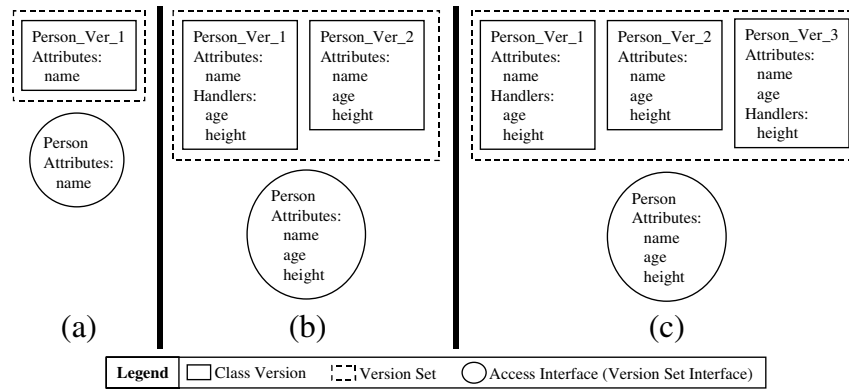 Person_Ver_1
Attributes:
name
Person
Attributes:
name
(a)
Person_Ver_1
Attributes:
name
Handlers:
age
height
Person_Ver_2
Attributes:
name
age
height
Person
Attributes:
name
age
height
(b)
Person_Ver_1
Attributes:
name
Handlers:
age
height
Person_Ver_2
Attributes:
name
age
height
Person_Ver_3
Attributes:
name
age
Handlers:
height
Person
Attributes:
name
age
height
(c)
Legend Class Version Version Set Access Interface (Version Set Interface)